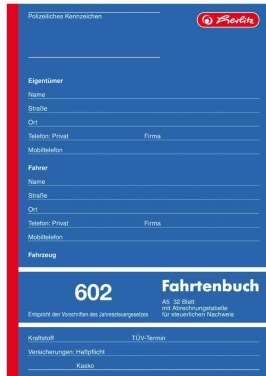 Polizeiliches Kennzeichen
Herlitz
Eigentümer
Name
Straße
Ort
Telefon: Privat Firma
Mobiltelefon
Fahrer
Name
Straße
Ort
Telefon: Privat Firma
Mobiltelefon
Fahrzeug
602
Entspricht den Vorschriften des Jahressteuergesetzes
Fahrtenbuch
A5 32 Blatt
mit Abrechnungstabelle
für steuerlichen Nachweis
Kraftstoff TÜV-Termin
Versicherungen: Haftpflicht
Kasko